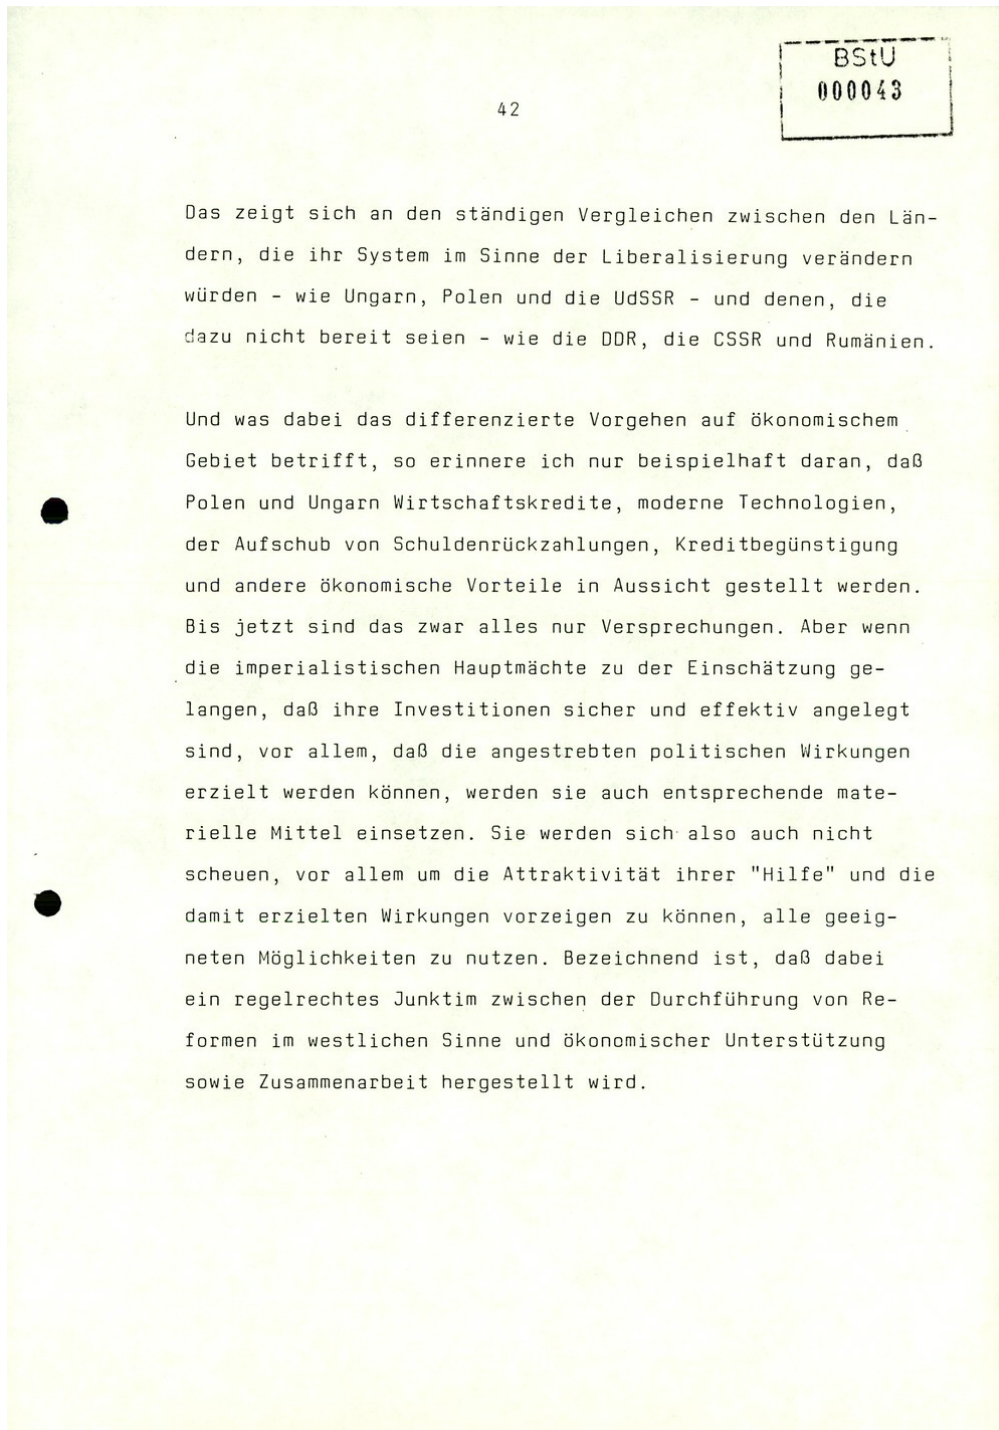 BStU
000043
42
Das zeigt sich an den ständigen Vergleichen zwischen den Län-
dern, die ihr System im Sinne der Liberalisierung verändern
würden - wie Ungarn, Polen und die UdSSR - und denen, die
dazu nicht bereit seien - wie die DDR, die CSSR und Rumänien.
Und was dabei das differenzierte Vorgehen auf ökonomischem
Gebiet betrifft, so erinnere ich nur beispielhaft daran, daß
Polen und Ungarn Wirtschaftskredite, moderne Technologien,
der Aufschub von Schuldenrückzahlungen, Kreditbegünstigung
und andere ökonomische Vorteile in Aussicht gestellt werden.
Bis jetzt sind das zwar alles nur Versprechungen. Aber wenn
die imperialistischen Hauptmächte zu der Einschätzung ge-
langen, daß ihre Investitionen sicher und effektiv angelegt
sind, vor allem, daß die angestrebten politischen Wirkungen
erzielt werden können, werden sie auch entsprechende mate-
rielle Mittel einsetzen. Sie werden sich also auch nicht
scheuen, vor allem um die Attraktivität ihrer "Hilfe" und die
damit erzielten Wirkungen vorzeigen zu können, alle geeig-
neten Möglichkeiten zu nutzen. Bezeichnend ist, daß dabei
ein regelrechtes Junktim zwischen der Durchführung von Re-
formen im westlichen Sinne und ökonomischer Unterstützung
sowie Zusammenarbeit hergestellt wird.